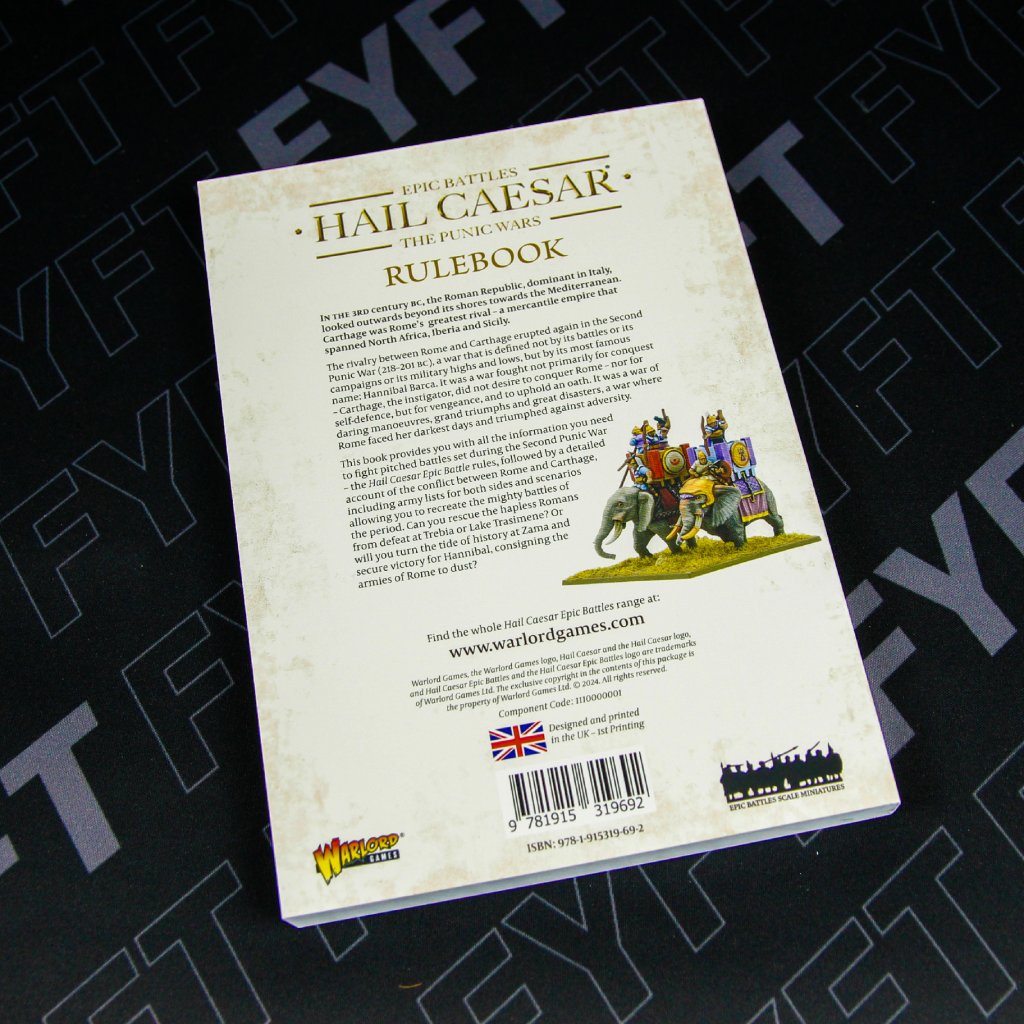 FYFT
EPIC BATTLES
HAIL CAESAR
THE PUNIC WARS
RULEBOOK
IN THE 3RD century BC, the Roman Republic, dominant in Italy,
looked outwards beyond its shores towards the Mediterranean.
Carthage was Rome's greatest rival – a mercantile empire that
spanned North Africa, Iberia and Sicily.
The rivalry between Rome and Carthage erupted again in the Second
Punic War (218–201 BC), a war that is defined not by its battles or its
campaigns or its military highs and lows, but by its most famous
name: Hannibal Barca. It was a war fought not primarily for conquest
– Carthage, the instigator, did not desire to conquer Rome – nor for
self-defence, but for vengeance, and to uphold an oath. It was a war of
daring manoeuvres, grand triumphs and great disasters, a war where
Rome faced her darkest days and triumphed against adversity.
This book provides you with all the information you need
to fight pitched battles set during the Second Punic War
– the Hail Caesar Epic Battle rules, followed by a detailed
account of the conflict between Rome and Carthage,
including army lists for both sides and scenarios
allowing you to recreate the mighty battles of
the period. Can you rescue the hapless Romans
from defeat at Trebia or Lake Trasimene? Or
will you turn the tide of history at Zama and
secure victory for Hannibal, consigning the
armies of Rome to dust?
Find the whole Hail Caesar Epic Battles range at:
www.warlordgames.com
Warlord Games, the Warlord Games logo, Hail Caesar and the Hail Caesar logo,
and Hail Caesar Epic Battles and the Hail Caesar Epic Battles logo are trademarks
of Warlord Games Ltd. The exclusive copyright in the contents of this package is
the property of Warlord Games Ltd. © 2024. All rights reserved.
Component Code: 1110000001
Designed and printed
in the UK – 1st Printing
9 781915 319692
ISBN: 978-1-915319-69-2
WARLORD®
GAMES
EPIC BATTLES SCALE MINIATURES